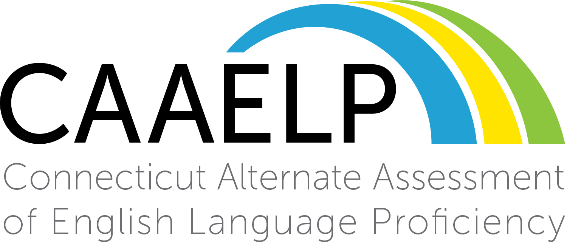 CAAELP
Connecticut Alternate Assessment
of English Language Proficiency